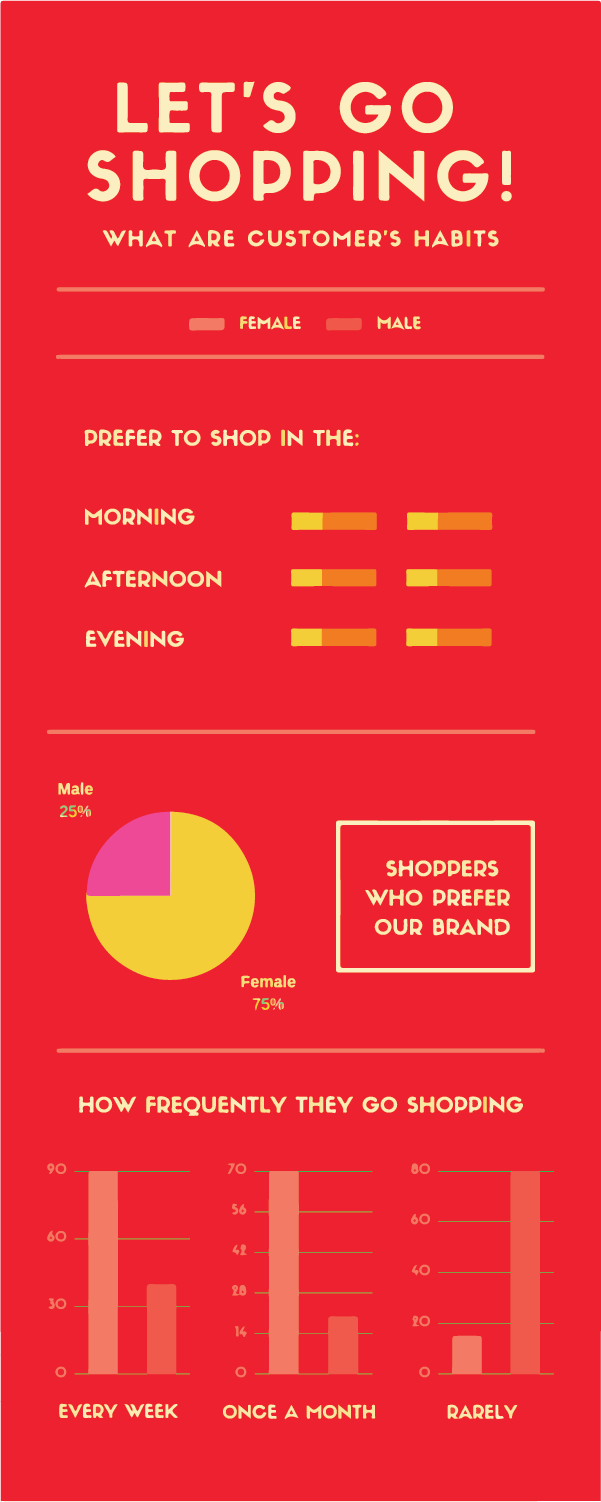 LET'S GO
SHOPPING!
WHAT ARE CUSTOMER'S HABITS
FEMALE MALE
PREFER TO SHOP IN THE:
MORNING
AFTERNOON
EVENING
Male
25%
SHOPPERS
WHO PREFER
OUR BRAND
Female
75%
HOW FREQUENTLY THEY GO SHOPPING
90
60
30
0
EVERY WEEK
70
56
42
28
14
0
ONCE A MONTH
80
60
40
20
0
RARELY